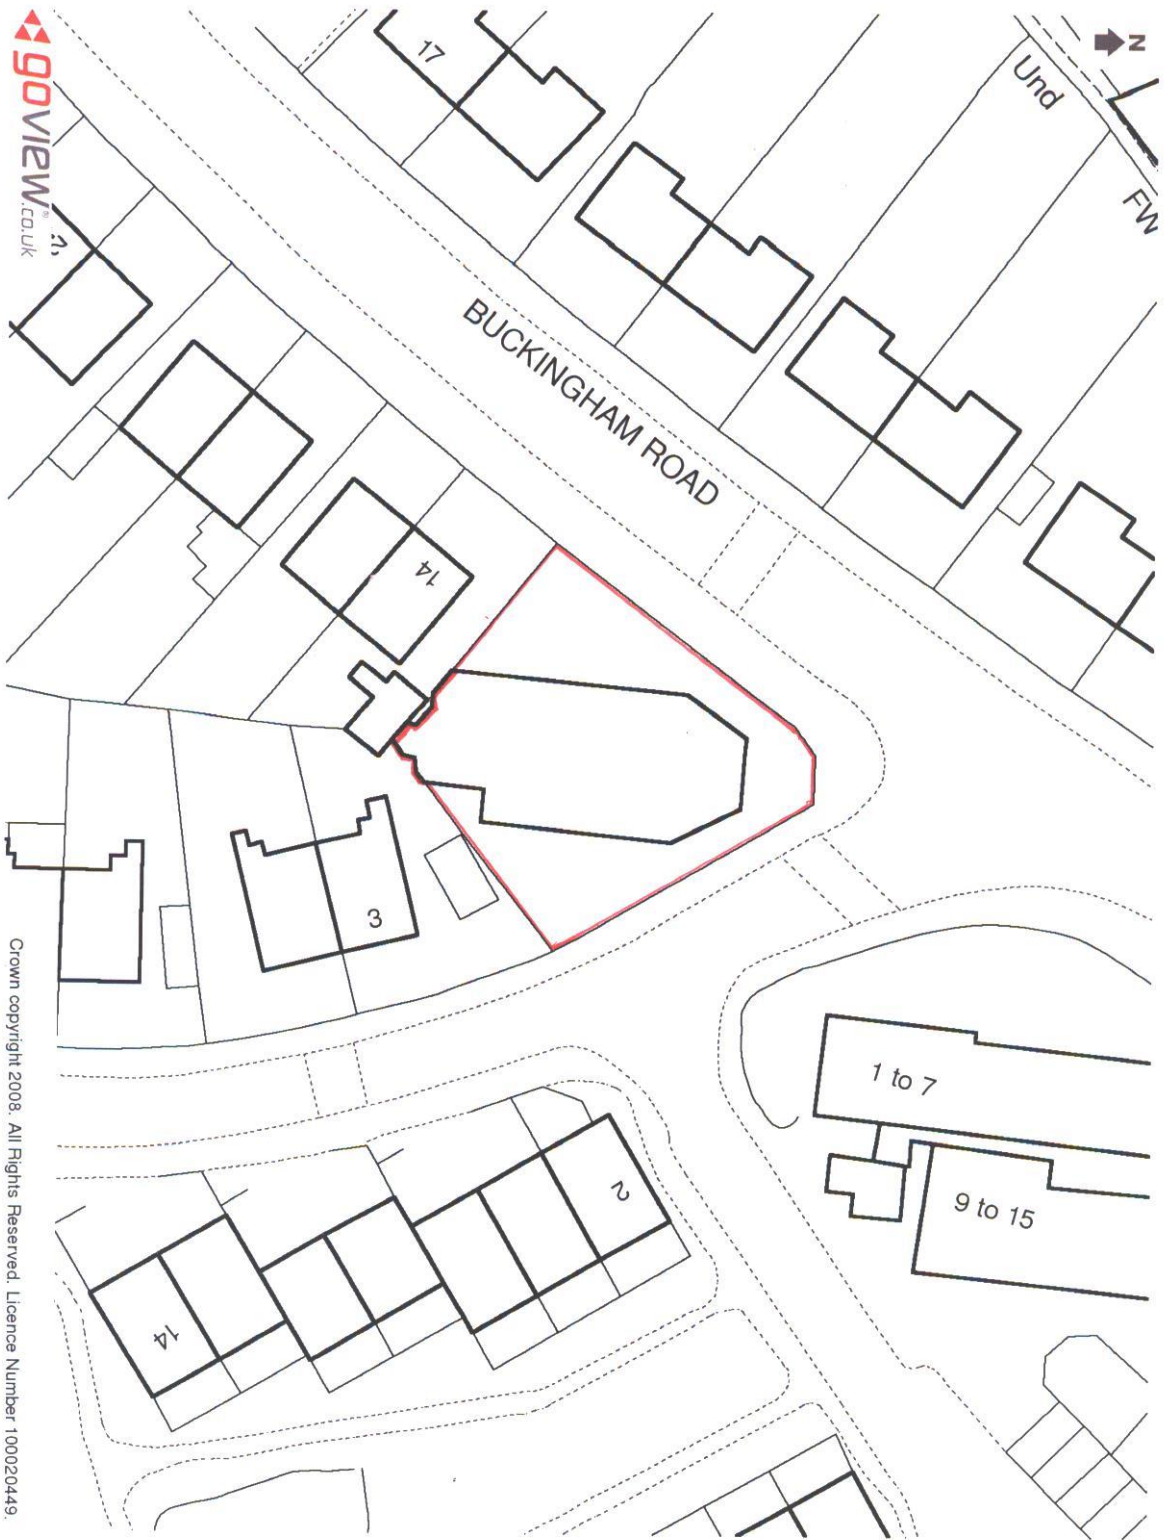 N
Und
FW
17
BUCKINGHAM ROAD
14
3
1 to 7
9 to 15
2
14
goview.co.uk
Crown copyright 2008. All Rights Reserved. Licence Number 100020449.